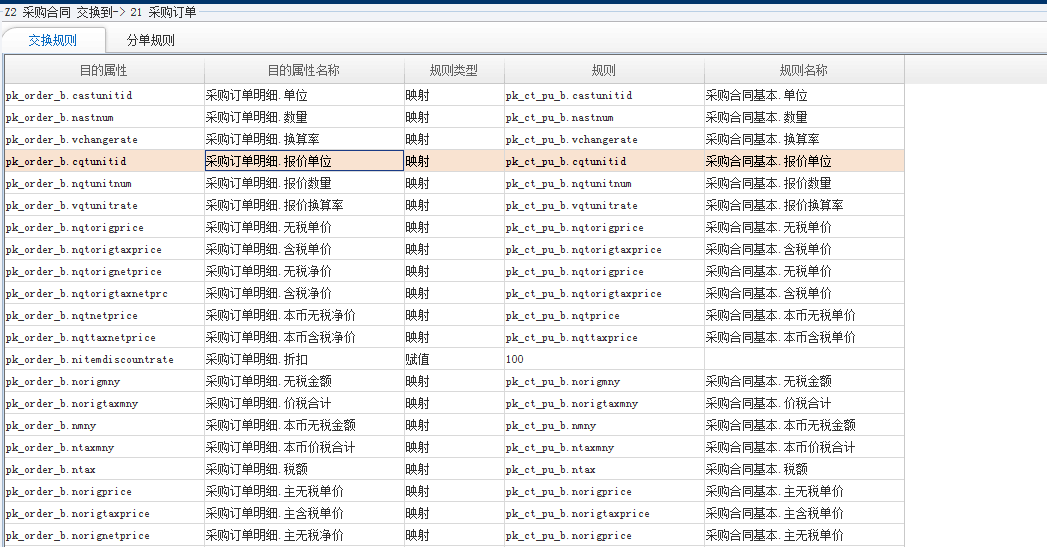 Z2 采购合同 交换到-> 21 采购订单
交换规则 分单规则
目的属性 目的属性名称 规则类型 规则 规则名称
pk_order_b.castunitid 采购订单明细.单位 映射 pk_ct_pu_b.castunitid 采购合同基本.单位
pk_order_b.nastnum 采购订单明细.数量 映射 pk_ct_pu_b.nastnum 采购合同基本.数量
pk_order_b.vchangerate 采购订单明细.换算率 映射 pk_ct_pu_b.vchangerate 采购合同基本.换算率
pk_order_b.cqtunitid 采购订单明细.报价单位 映射 pk_ct_pu_b.cqtunitid 采购合同基本.报价单位
pk_order_b.nqtunitnum 采购订单明细.报价数量 映射 pk_ct_pu_b.nqtunitnum 采购合同基本.报价数量
pk_order_b.vqtunitrate 采购订单明细.报价换算率 映射 pk_ct_pu_b.vqtunitrate 采购合同基本.报价换算率
pk_order_b.nqtorigprice 采购订单明细.无税单价 映射 pk_ct_pu_b.nqtorigprice 采购合同基本.无税单价
pk_order_b.nqtorigtaxprice 采购订单明细.含税单价 映射 pk_ct_pu_b.nqtorigtaxprice 采购合同基本.含税单价
pk_order_b.nqtorignetprice 采购订单明细.无税净价 映射 pk_ct_pu_b.nqtorigprice 采购合同基本.无税单价
pk_order_b.nqtorigtaxnetprc 采购订单明细.含税净价 映射 pk_ct_pu_b.nqtorigtaxprice 采购合同基本.含税单价
pk_order_b.nqtnetprice 采购订单明细.本币无税净价 映射 pk_ct_pu_b.nqtprice 采购合同基本.本币无税单价
pk_order_b.nqttaxnetprice 采购订单明细.本币含税净价 映射 pk_ct_pu_b.nqttaxprice 采购合同基本.本币含税单价
pk_order_b.nitemdiscountrate 采购订单明细.折扣 赋值 100
pk_order_b.norigmny 采购订单明细.无税金额 映射 pk_ct_pu_b.norigmny 采购合同基本.无税金额
pk_order_b.norigtaxmny 采购订单明细.价税合计 映射 pk_ct_pu_b.norigtaxmny 采购合同基本.价税合计
pk_order_b.nmny 采购订单明细.本币无税金额 映射 pk_ct_pu_b.nmny 采购合同基本.本币无税金额
pk_order_b.ntaxmny 采购订单明细.本币价税合计 映射 pk_ct_pu_b.ntaxmny 采购合同基本.本币价税合计
pk_order_b.ntax 采购订单明细.税额 映射 pk_ct_pu_b.ntax 采购合同基本.税额
pk_order_b.norigprice 采购订单明细.主无税单价 映射 pk_ct_pu_b.norigprice 采购合同基本.主无税单价
pk_order_b.norigtaxprice 采购订单明细.主含税单价 映射 pk_ct_pu_b.norigtaxprice 采购合同基本.主含税单价
pk_order_b.norignetprice 采购订单明细.主无税净价 映射 pk_ct_pu_b.norigprice 采购合同基本.主无税单价